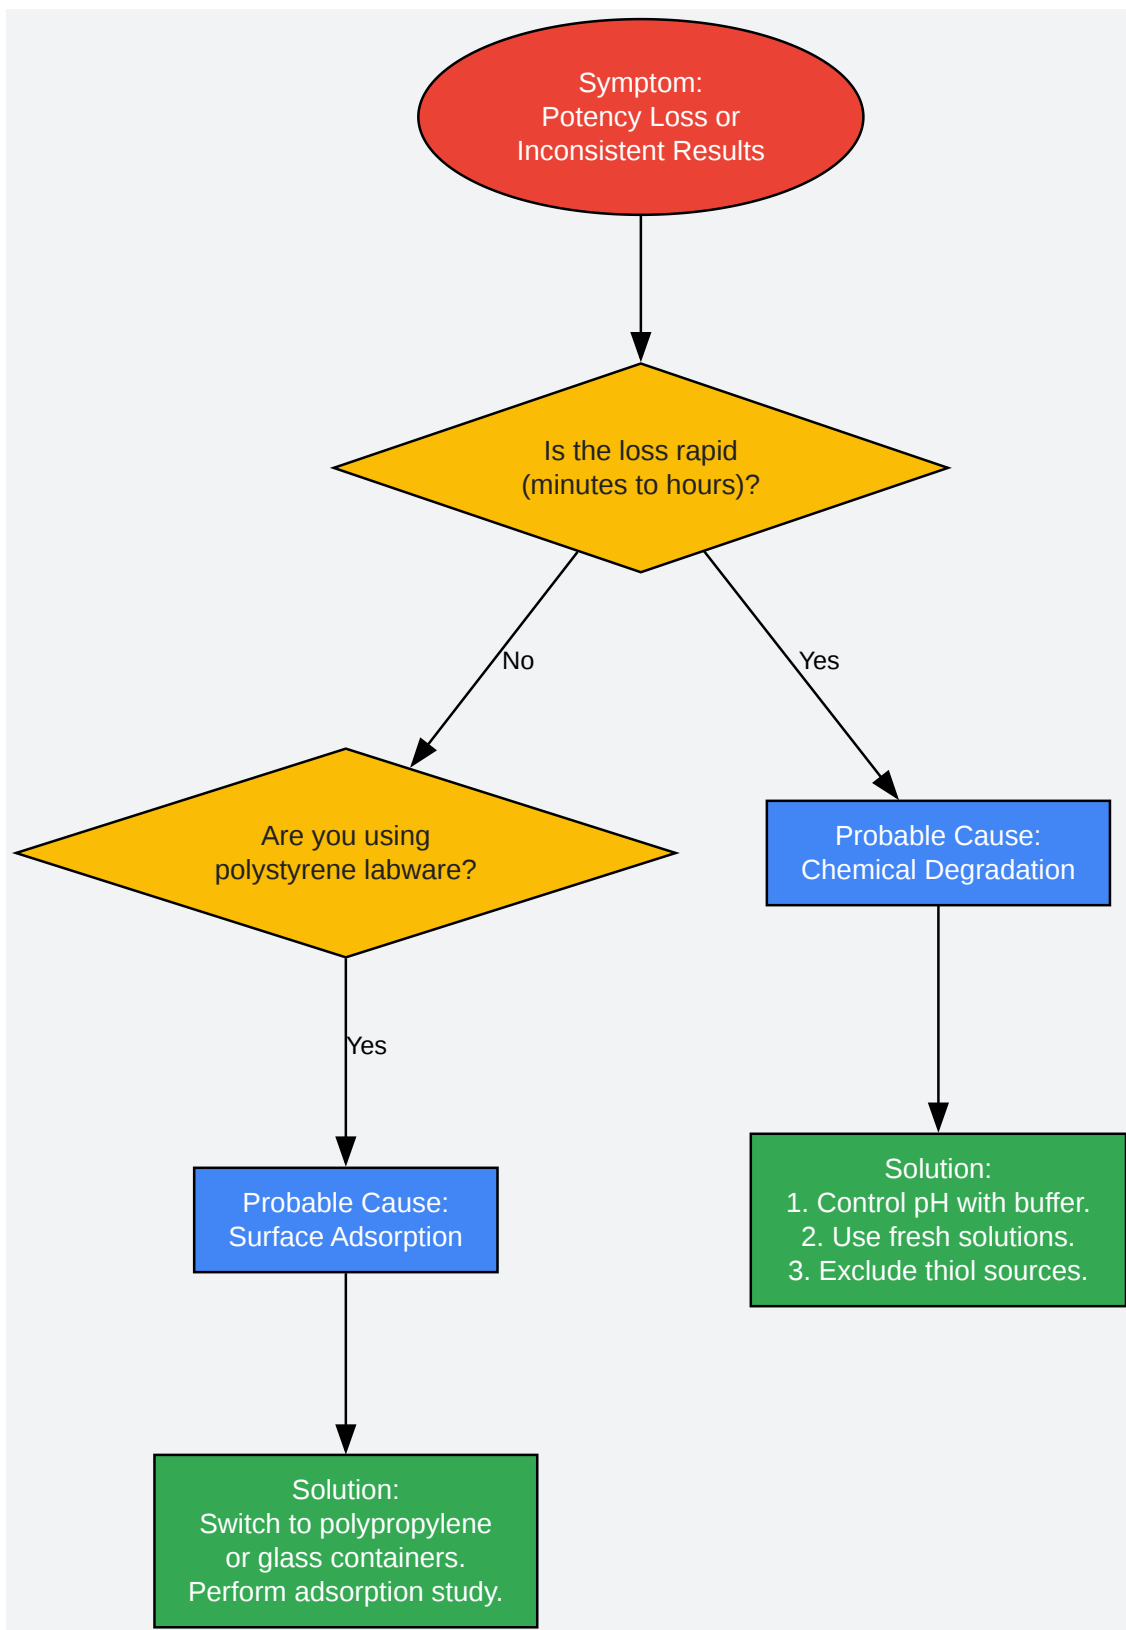 Symptom:
Potency Loss or
Inconsistent Results
Is the loss rapid
(minutes to hours)?
No
Yes
Are you using
polystyrene labware?
Probable Cause:
Chemical Degradation
Yes
Solution:
1. Control pH with buffer.
2. Use fresh solutions.
3. Exclude thiol sources.
Probable Cause:
Surface Adsorption
Solution:
Switch to polypropylene
or glass containers.
Perform adsorption study.